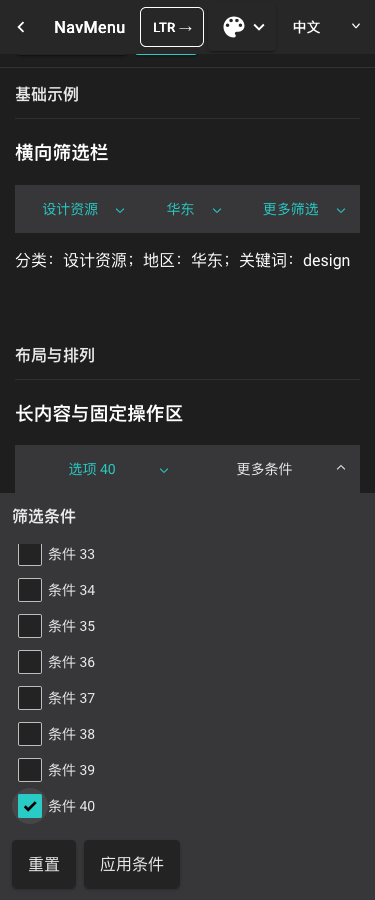 NavMenu LTR → 中文
基础示例
横向筛选栏
设计资源 华东 更多筛选
分类：设计资源；地区：华东；关键词：design
布局与排列
长内容与固定操作区
选项 40 更多条件
筛选条件
条件 33
条件 34
条件 35
条件 36
条件 37
条件 38
条件 39
条件 40
重置 应用条件